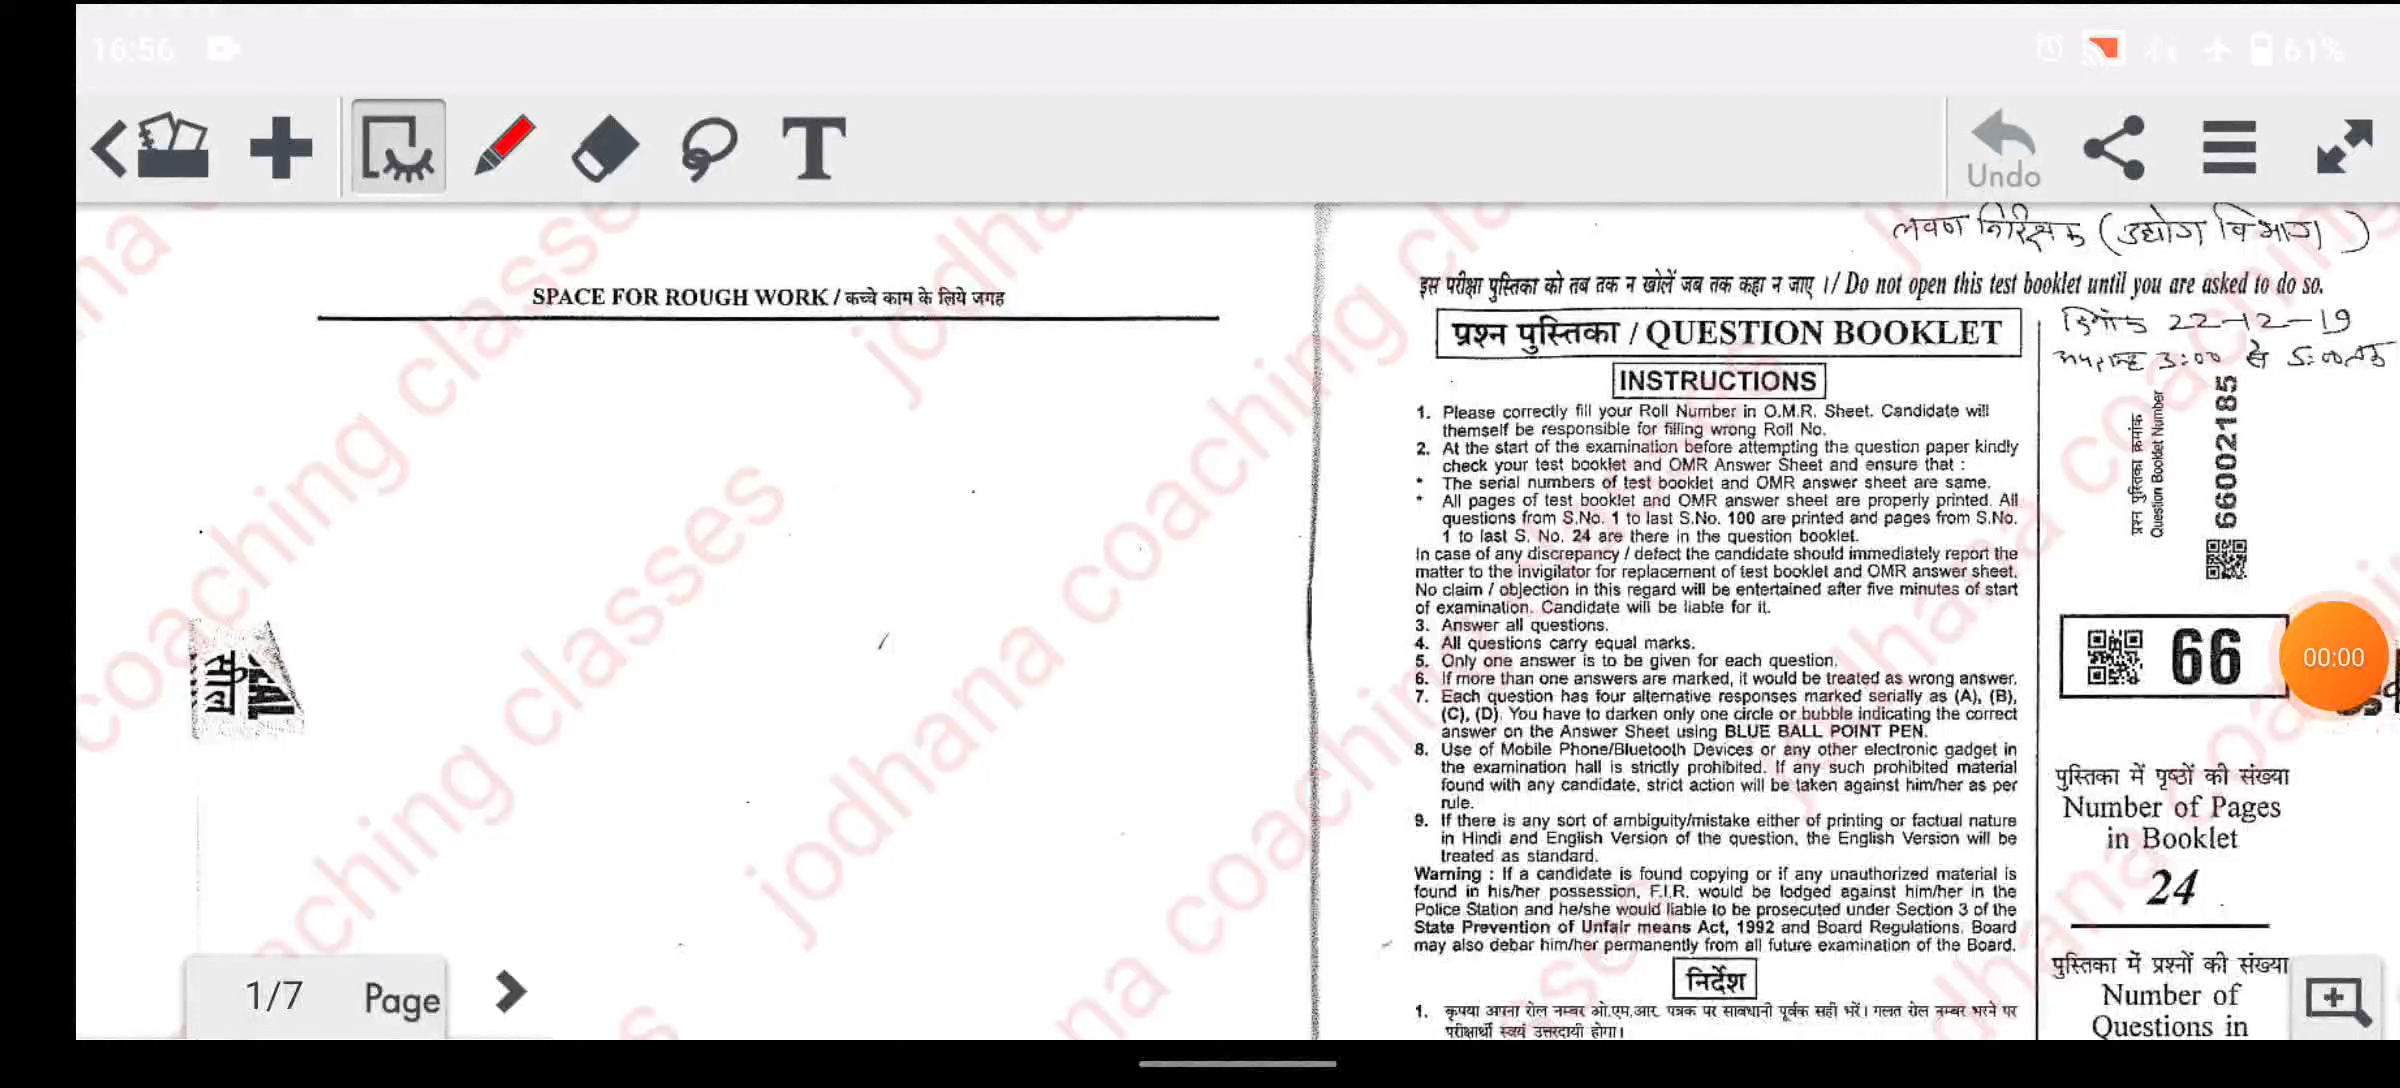 16:56
61%
T
Undo
लवण निरिक्षक (उद्योग विभाग)
SPACE FOR ROUGH WORK / कच्चे काम के लिये जगह
इस परीक्षा पुस्तिका को तब तक न खोलें जब तक कहा न जाए ।/ Do not open this test booklet until you are asked to do so.
प्रश्न पुस्तिका / QUESTION BOOKLET
दिनांक 22-12-19
3:00 से 5:00 तक
INSTRUCTIONS
1. Please correctly fill your Roll Number in O.M.R. Sheet. Candidate will
themself be responsible for filling wrong Roll No.
2. At the start of the examination before attempting the question paper kindly
check your test booklet and OMR Answer Sheet and ensure that :
* The serial numbers of test booklet and OMR answer sheet are same.
* All pages of test booklet and OMR answer sheet are properly printed. All
questions from S.No. 1 to last S.No. 100 are printed and pages from S.No.
1 to last S. No. 24 are there in the question booklet.
In case of any discrepancy / defect the candidate should immediately report the
matter to the invigilator for replacement of test booklet and OMR answer sheet.
No claim / objection in this regard will be entertained after five minutes of start
of examination. Candidate will be liable for it.
3. Answer all questions.
4. All questions carry equal marks.
5. Only one answer is to be given for each question.
6. If more than one answers are marked, it would be treated as wrong answer.
7. Each question has four alternative responses marked serially as (A), (B),
(C), (D). You have to darken only one circle or bubble indicating the correct
answer on the Answer Sheet using BLUE BALL POINT PEN.
8. Use of Mobile Phone/Bluetooth Devices or any other electronic gadget in
the examination hall is strictly prohibited. If any such prohibited material
found with any candidate, strict action will be taken against him/her as per
rule.
9. If there is any sort of ambiguity/mistake either of printing or factual nature
in Hindi and English Version of the question, the English Version will be
treated as standard.
Warning : If a candidate is found copying or if any unauthorized material is
found in his/her possession, F.I.R. would be lodged against him/her in the
Police Station and he/she would liable to be prosecuted under Section 3 of the
State Prevention of Unfair means Act, 1992 and Board Regulations. Board
may also debar him/her permanently from all future examination of the Board.
निर्देश
1. कृपया अपना रोल नम्बर ओ.एम.आर. पत्रक पर सावधानी पूर्वक सही भरें। गलत रोल नम्बर भरने पर
परीक्षार्थी स्वयं उत्तरदायी होगा।
प्रश्न पुस्तिका क्रमांक
Question Booklet Number
66002185
66
00:00
पुस्तिका में पृष्ठों की संख्या
Number of Pages
in Booklet
24
पुस्तिका में प्रश्नों की संख्या
Number of
Questions in
1/7 Page
jodhana coaching classes